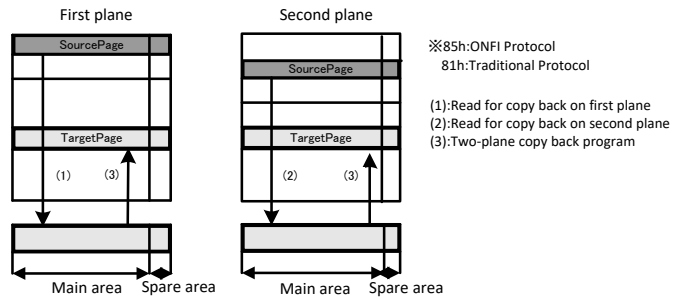 First plane
Second plane
SourcePage
SourcePage
TargetPage
TargetPage
(1)
(3)
(2)
(3)
Main area
Spare area
Main area
Spare area
※85h:ONFI Protocol
81h:Traditional Protocol
(1):Read for copy back on first plane
(2):Read for copy back on second plane
(3):Two-plane copy back program